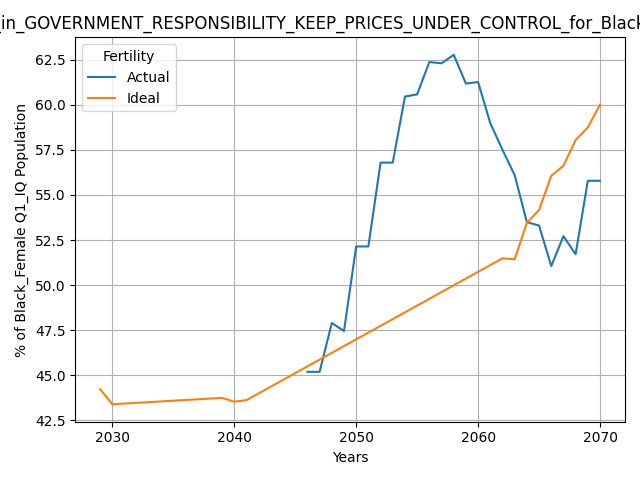 _in_GOVERNMENT_RESPONSIBILITY_KEEP_PRICES_UNDER_CONTROL_for_Black
Fertility
Actual
Ideal
% of Black_Female Q1_IQ Population
62.5
60.0
57.5
55.0
52.5
50.0
47.5
45.0
42.5
2030 2040 2050 2060 2070
Years